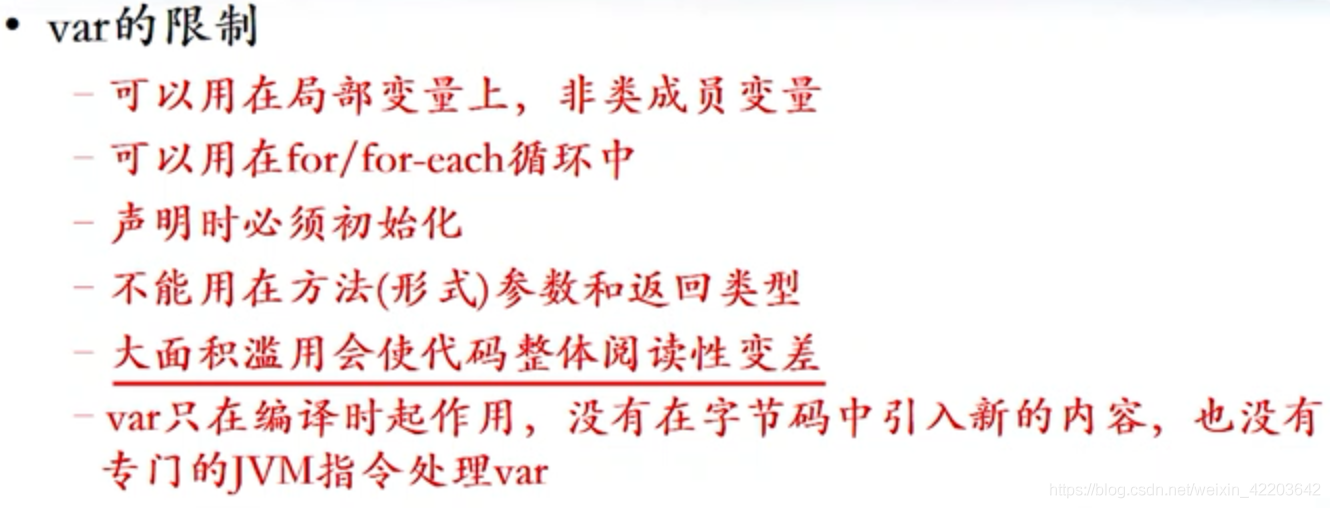 • var的限制
– 可以用在局部变量上，非类成员变量
– 可以用在for/for-each循环中
– 声明时必须初始化
– 不能用在方法(形式)参数和返回类型
– 大面积滥用会使代码整体阅读性变差
– var只在编译时起作用，没有在字节码中引入新的内容，也没有
专门的JVM指令处理var
https://blog.csdn.net/weixin_42203642